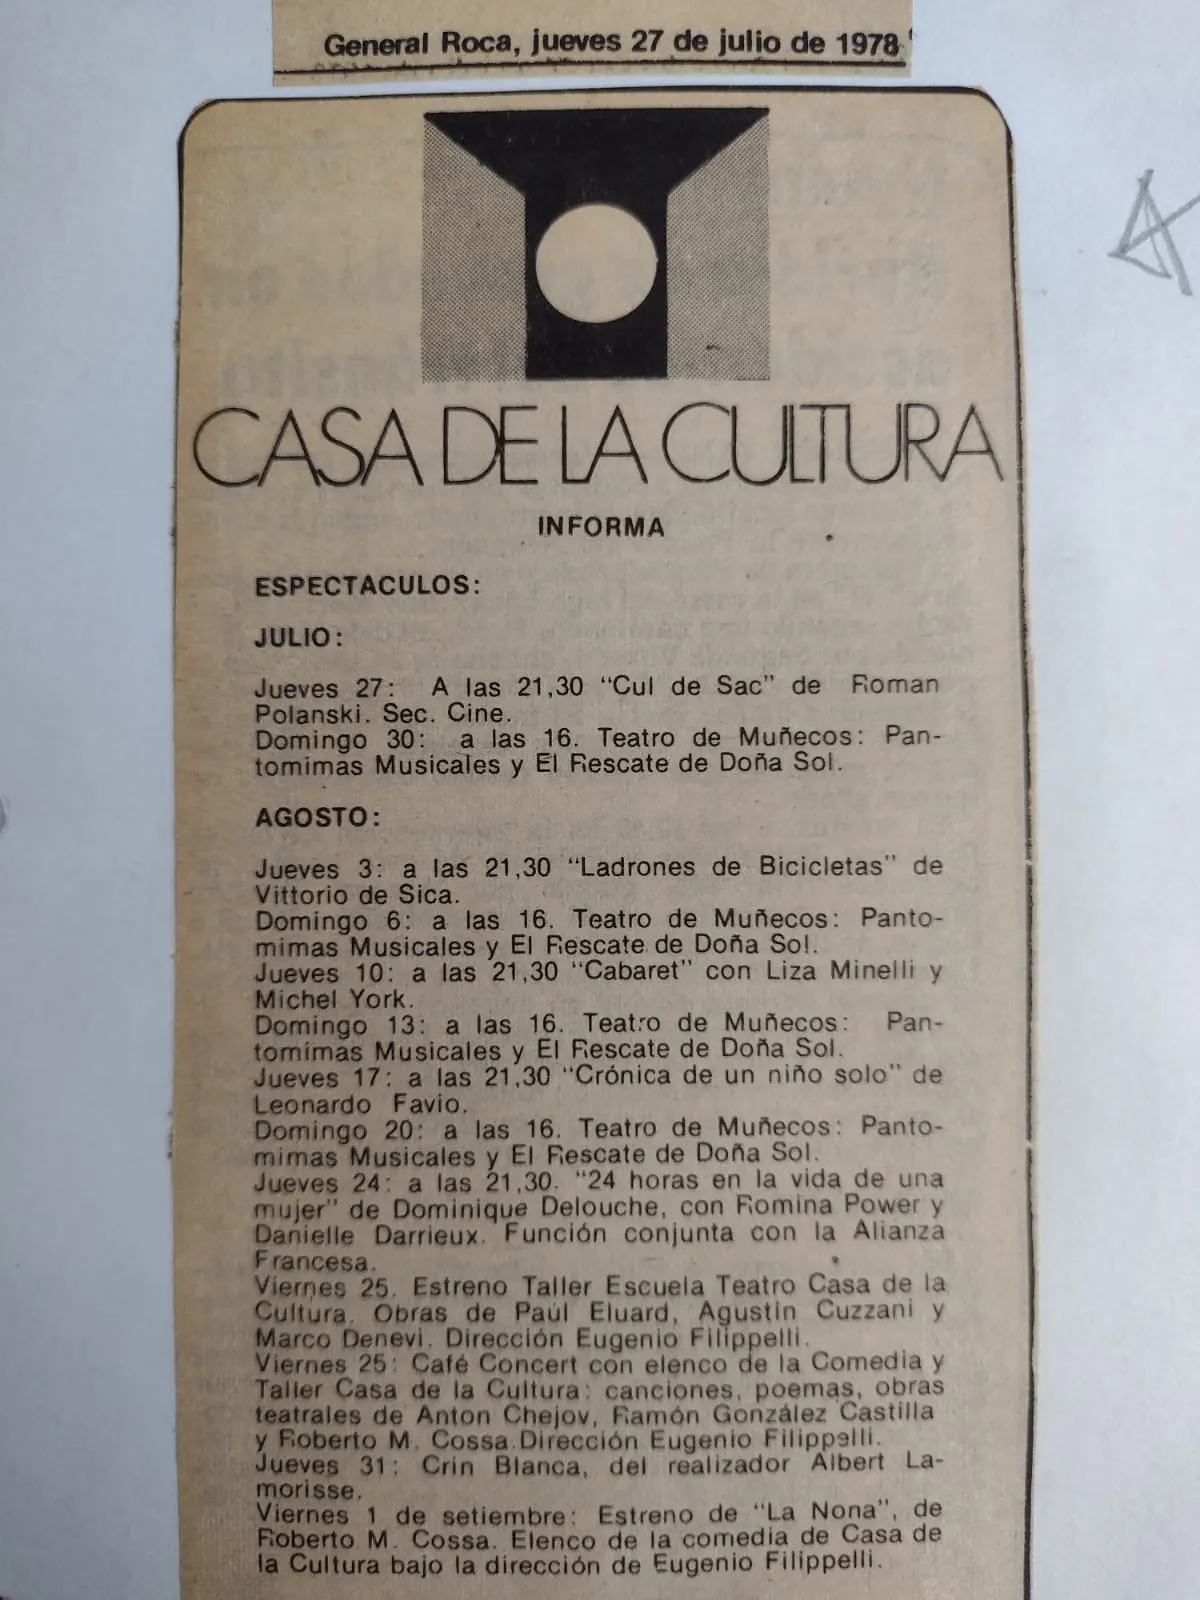 General Roca, jueves 27 de julio de 1978
CASA DE LA CULTURA
INFORMA
ESPECTACULOS:
JULIO:
Jueves 27: A las 21,30 “Cul de Sac” de Roman
Polanski. Sec. Cine.
Domingo 30: a las 16. Teatro de Muñecos: Pan-
tomimas Musicales y El Rescate de Doña Sol.
AGOSTO:
Jueves 3: a las 21,30 “Ladrones de Bicicletas” de
Vittorio de Sica.
Domingo 6: a las 16. Teatro de Muñecos: Panto-
mimas Musicales y El Rescate de Doña Sol.
Jueves 10: a las 21,30 “Cabaret” con Liza Minelli y
Michel York.
Domingo 13: a las 16. Teatro de Muñecos: Pan-
tomimas Musicales y El Rescate de Doña Sol.
Jueves 17: a las 21,30 “Crónica de un niño solo” de
Leonardo Favio.
Domingo 20: a las 16. Teatro de Muñecos: Panto-
mimas Musicales y El Rescate de Doña Sol.
Jueves 24: a las 21,30. “24 horas en la vida de una
mujer” de Dominique Delouche, con Romina Power y
Danielle Darrieux. Función conjunta con la Alianza
Francesa.
Viernes 25. Estreno Taller Escuela Teatro Casa de la
Cultura. Obras de Paúl Eluard, Agustín Cuzzani y
Marco Denevi. Dirección Eugenio Filippelli.
Viernes 25: Café Concert con elenco de la Comedia y
Taller Casa de la Cultura: canciones, poemas, obras
teatrales de Anton Chejov, Ramón González Castilla
y Roberto M. Cossa. Dirección Eugenio Filippelli.
Jueves 31: Crin Blanca, del realizador Albert La-
morisse.
Viernes 1 de setiembre: Estreno de “La Nona”, de
Roberto M. Cossa. Elenco de la comedia de Casa de
la Cultura bajo la dirección de Eugenio Filippelli.